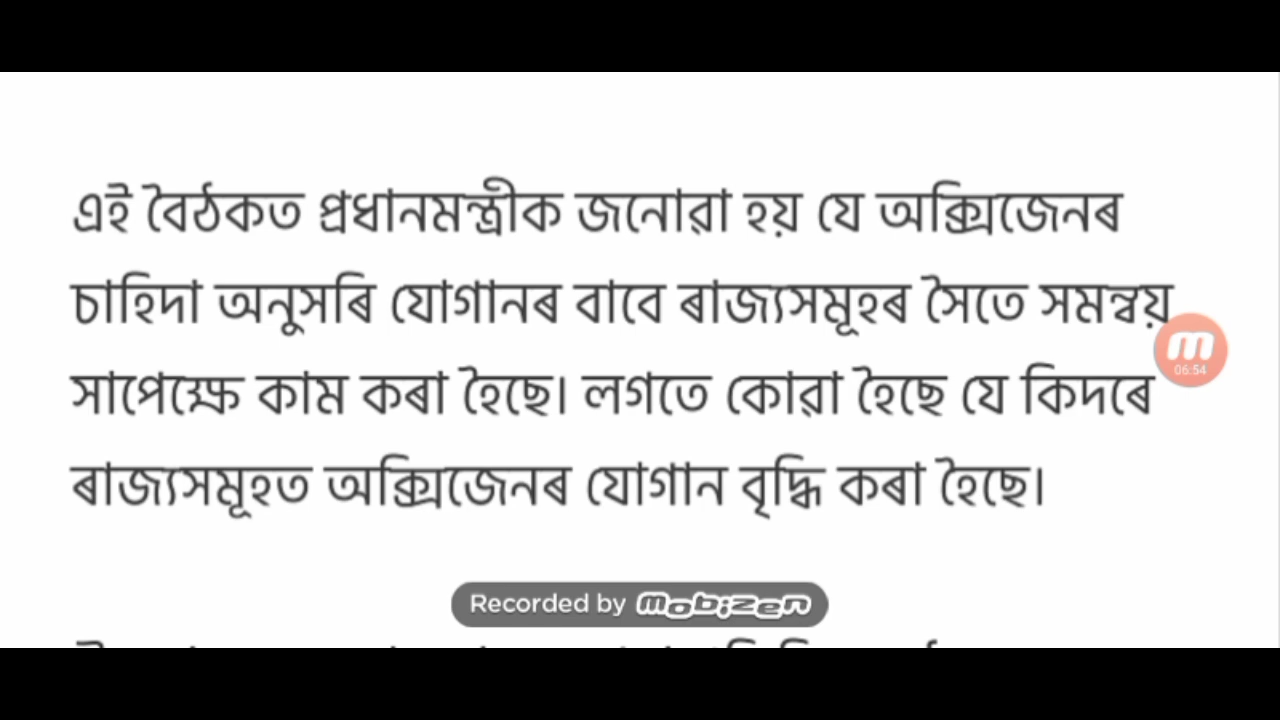 এই বৈঠকত প্ৰধানমন্ত্ৰীক জনোৱা হয় যে অক্সিজেনৰ
চাহিদা অনুসৰি যোগানৰ বাবে ৰাজ্যসমূহৰ সৈতে সমন্বয়
সাপেক্ষে কাম কৰা হৈছে। লগতে কোৱা হৈছে যে কিদৰে
ৰাজ্যসমূহত অক্সিজেনৰ যোগান বৃদ্ধি কৰা হৈছে।
m
06:54
Recorded by mobizen